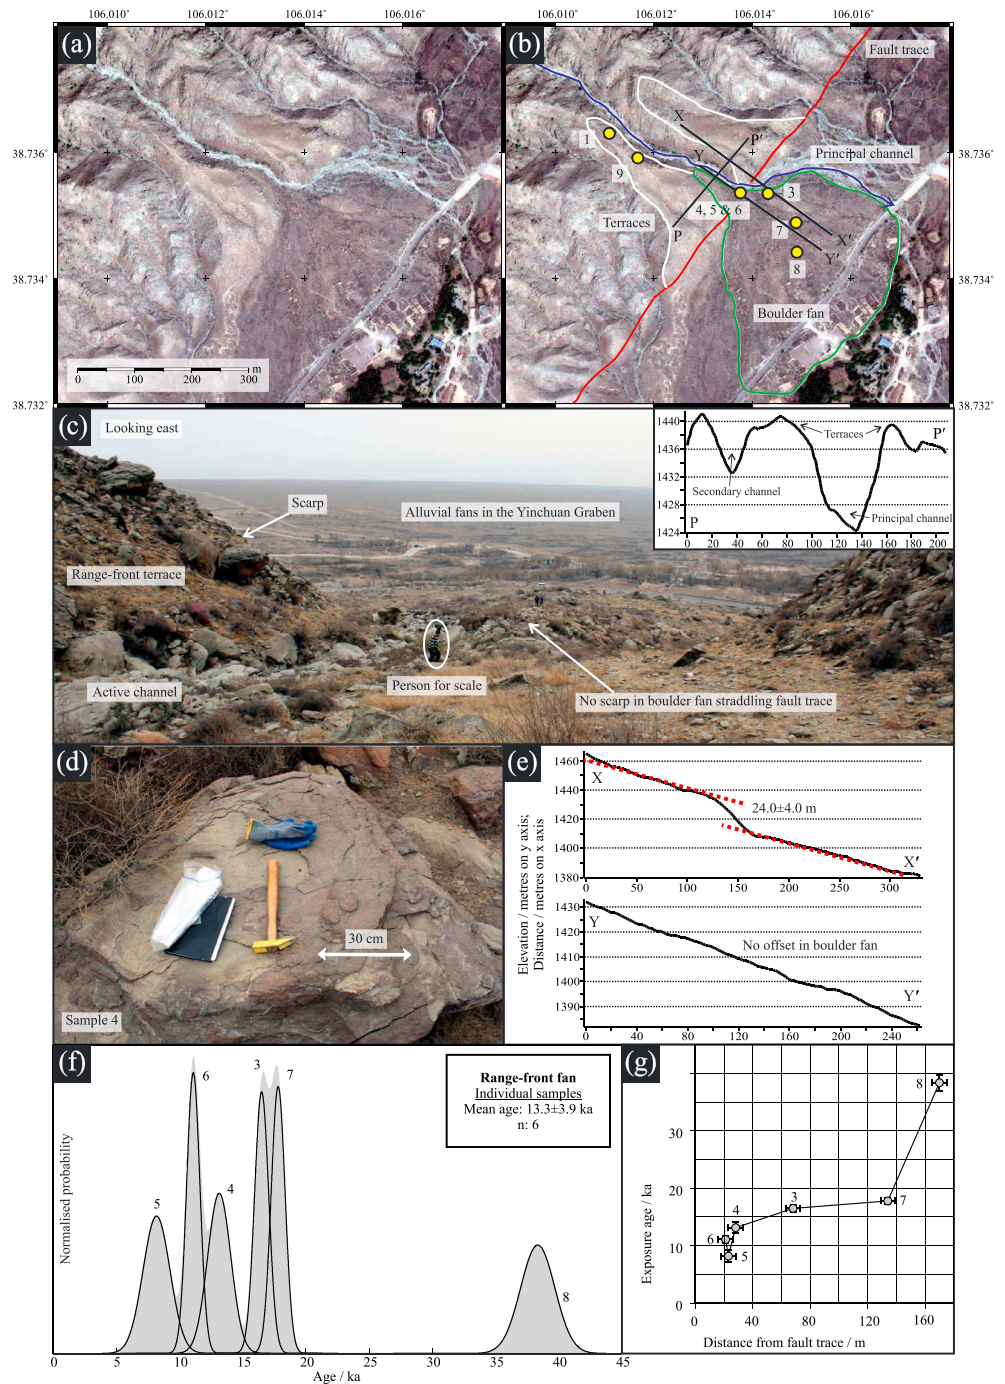 106.010° 106.012° 106.014° 106.016° 106.010° 106.012° 106.014° 106.016°
(a)
38.736°
38.734°
38.732°
0 100 200 300 m
(b)
Fault trace
X
P′
Principal channel
38.736°
1
Y
9
3
4, 5 & 6
Terraces
7
P
X′
Y′
8
38.734°
Boulder fan
38.732°
(c)
Looking east
Scarp
Alluvial fans in the Yinchuan Graben
Range-front terrace
Active channel
Person for scale
No scarp in boulder fan straddling fault trace
1440
1436
1432
1428
1424
Terraces
P′
Secondary channel
Principal channel
P
0 20 40 60 80 100 120 140 160 180 200
(d)
30 cm
Sample 4
(e)
Elevation / metres on y axis;
Distance / metres on x axis
1460
1440
1420
1400
1380
X
24.0±4.0 m
X′
0 50 100 150 200 250 300
1430
1420
1410
1400
1390
Y
No offset in boulder fan
Y′
0 40 80 120 160 200 240
(f)
Normalised probability
5
6
4
3
7
8
Range-front fan
Individual samples
Mean age: 13.3±3.9 ka
n: 6
0 5 10 15 20 25 30 35 40 45
Age / ka
(g)
Exposure age / ka
30
20
10
0
8
7
3
4
6
5
0 40 80 120 160
Distance from fault trace / m